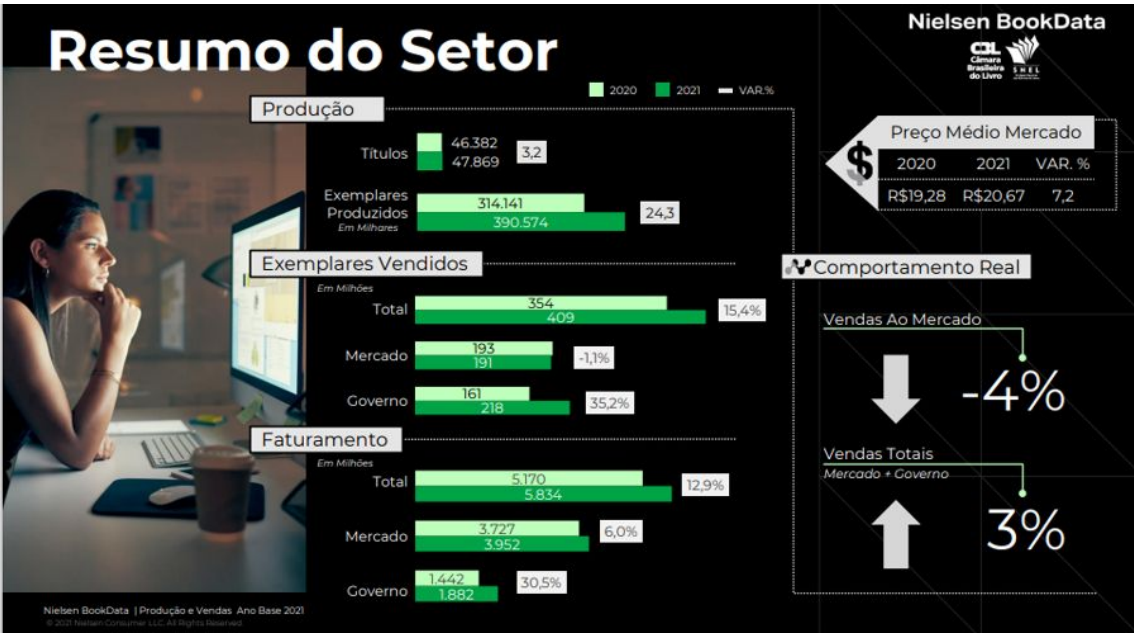 Resumo do Setor
Nielsen BookData
CBL
Câmara
Brasileira
do Livro
SNEL
2020
2021
VAR.%
Produção
Títulos
46.382
47.869
3,2
Exemplares
Produzidos
Em Milhares
314.141
390.574
24,3
Exemplares Vendidos
Em Milhões
Total
354
409
15,4%
Mercado
193
191
-1,1%
Governo
161
218
35,2%
Faturamento
Em Milhões
Total
5.170
5.834
12,9%
Mercado
3.727
3.952
6,0%
Governo
1.442
1.882
30,5%
$
Preço Médio Mercado
2020 2021 VAR. %
R$19,28 R$20,67 7,2
Comportamento Real
Vendas Ao Mercado
-4%
Vendas Totais
Mercado + Governo
3%
Nielsen BookData | Produção e Vendas Ano Base 2021
© 2021 Nielsen Consumer LLC. All Rights Reserved.